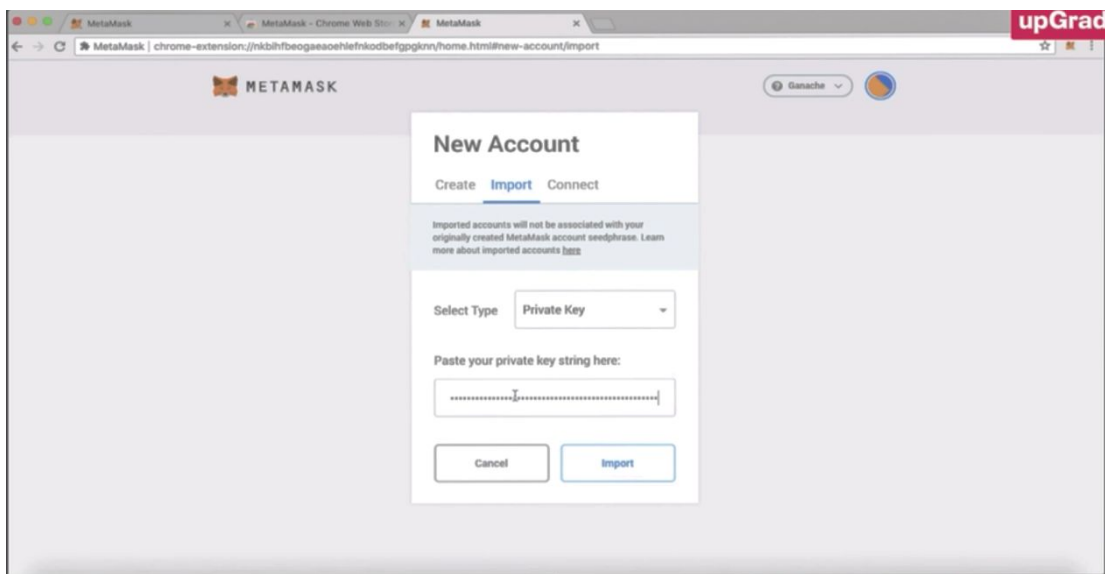 MetaMask
MetaMask - Chrome Web Stor
MetaMask
upGrad
MetaMask | chrome-extension://nkbihfbeogaeaoehlefnkodbefgpgknn/home.html#new-account/import
METAMASK
Ganache
New Account
Create Import Connect
Imported accounts will not be associated with your
originally created MetaMask account seedphrase. Learn
more about imported accounts here
Select Type
Private Key
Paste your private key string here:
Cancel
Import